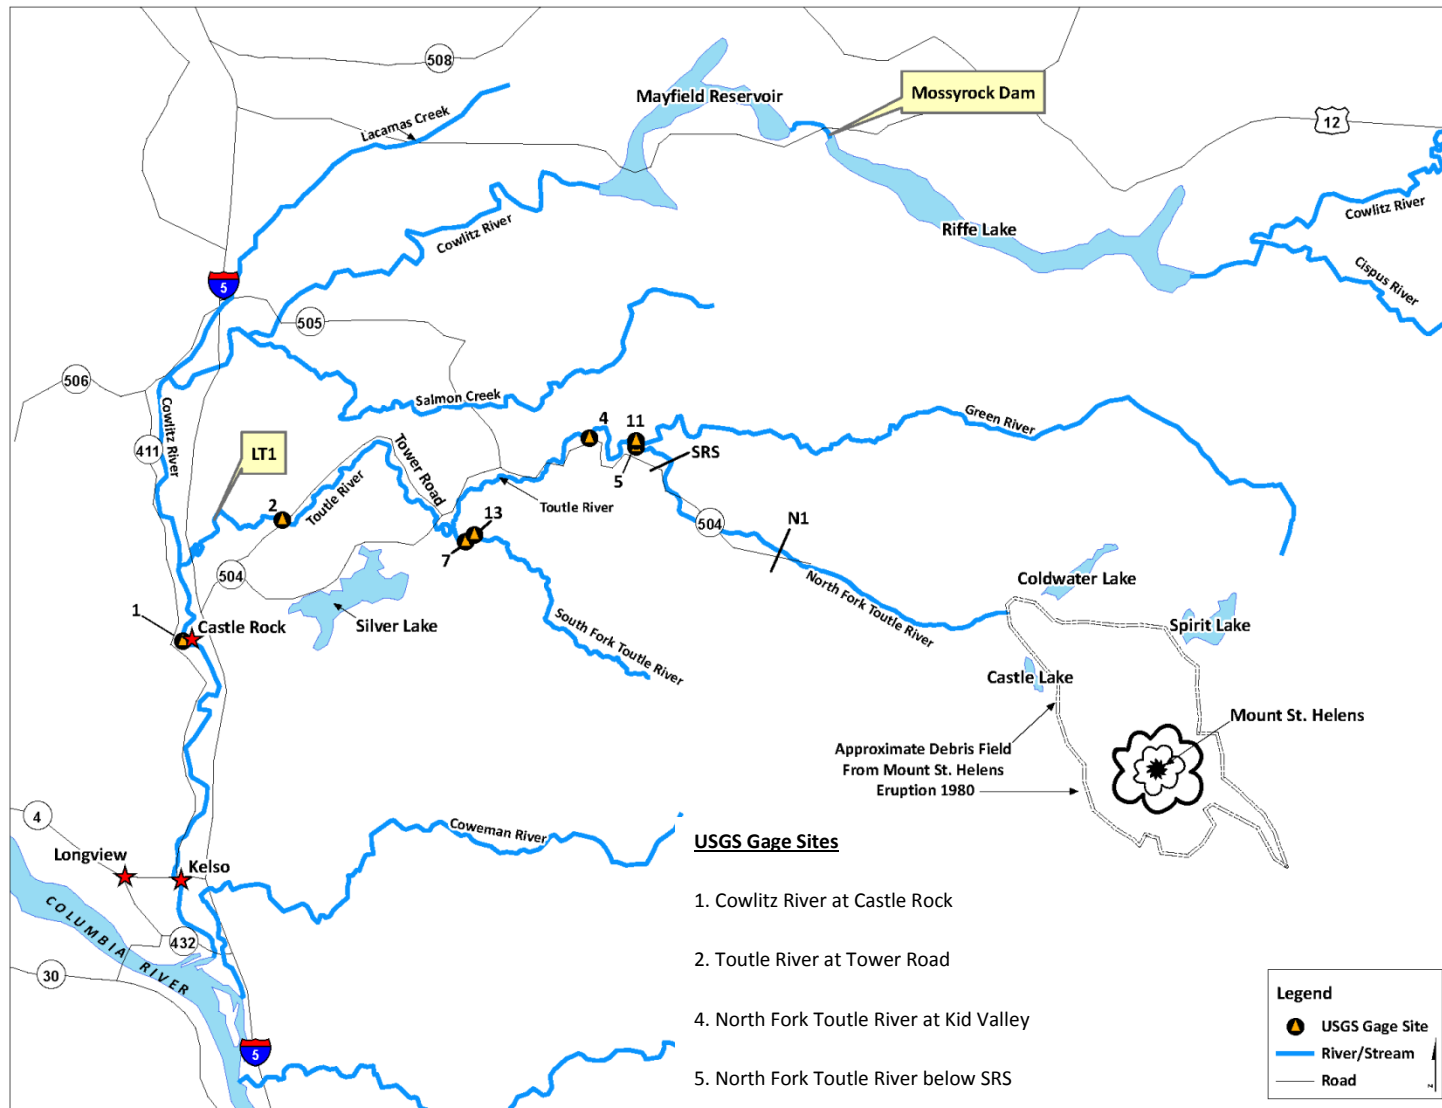 508
Mayfield Reservoir
Mossyrock Dam
12
Lacamas Creek
Cowlitz River
Riffe Lake
Cowlitz River
Cispus River
5
505
506
Salmon Creek
Cowlitz River
411
LT1
Tower Road
4
11
Green River
SRS
5
2
Toutle River
Toutle River
13
7
504
N1
504
North Fork Toutle River
Coldwater Lake
Spirit Lake
1
Castle Rock
Silver Lake
South Fork Toutle River
Castle Lake
Mount St. Helens
Approximate Debris Field
From Mount St. Helens
Eruption 1980
4
Longview
Kelso
Coweman River
COLUMBIA RIVER
432
30
5
USGS Gage Sites
1. Cowlitz River at Castle Rock
2. Toutle River at Tower Road
4. North Fork Toutle River at Kid Valley
5. North Fork Toutle River below SRS
Legend
USGS Gage Site
River/Stream
Road